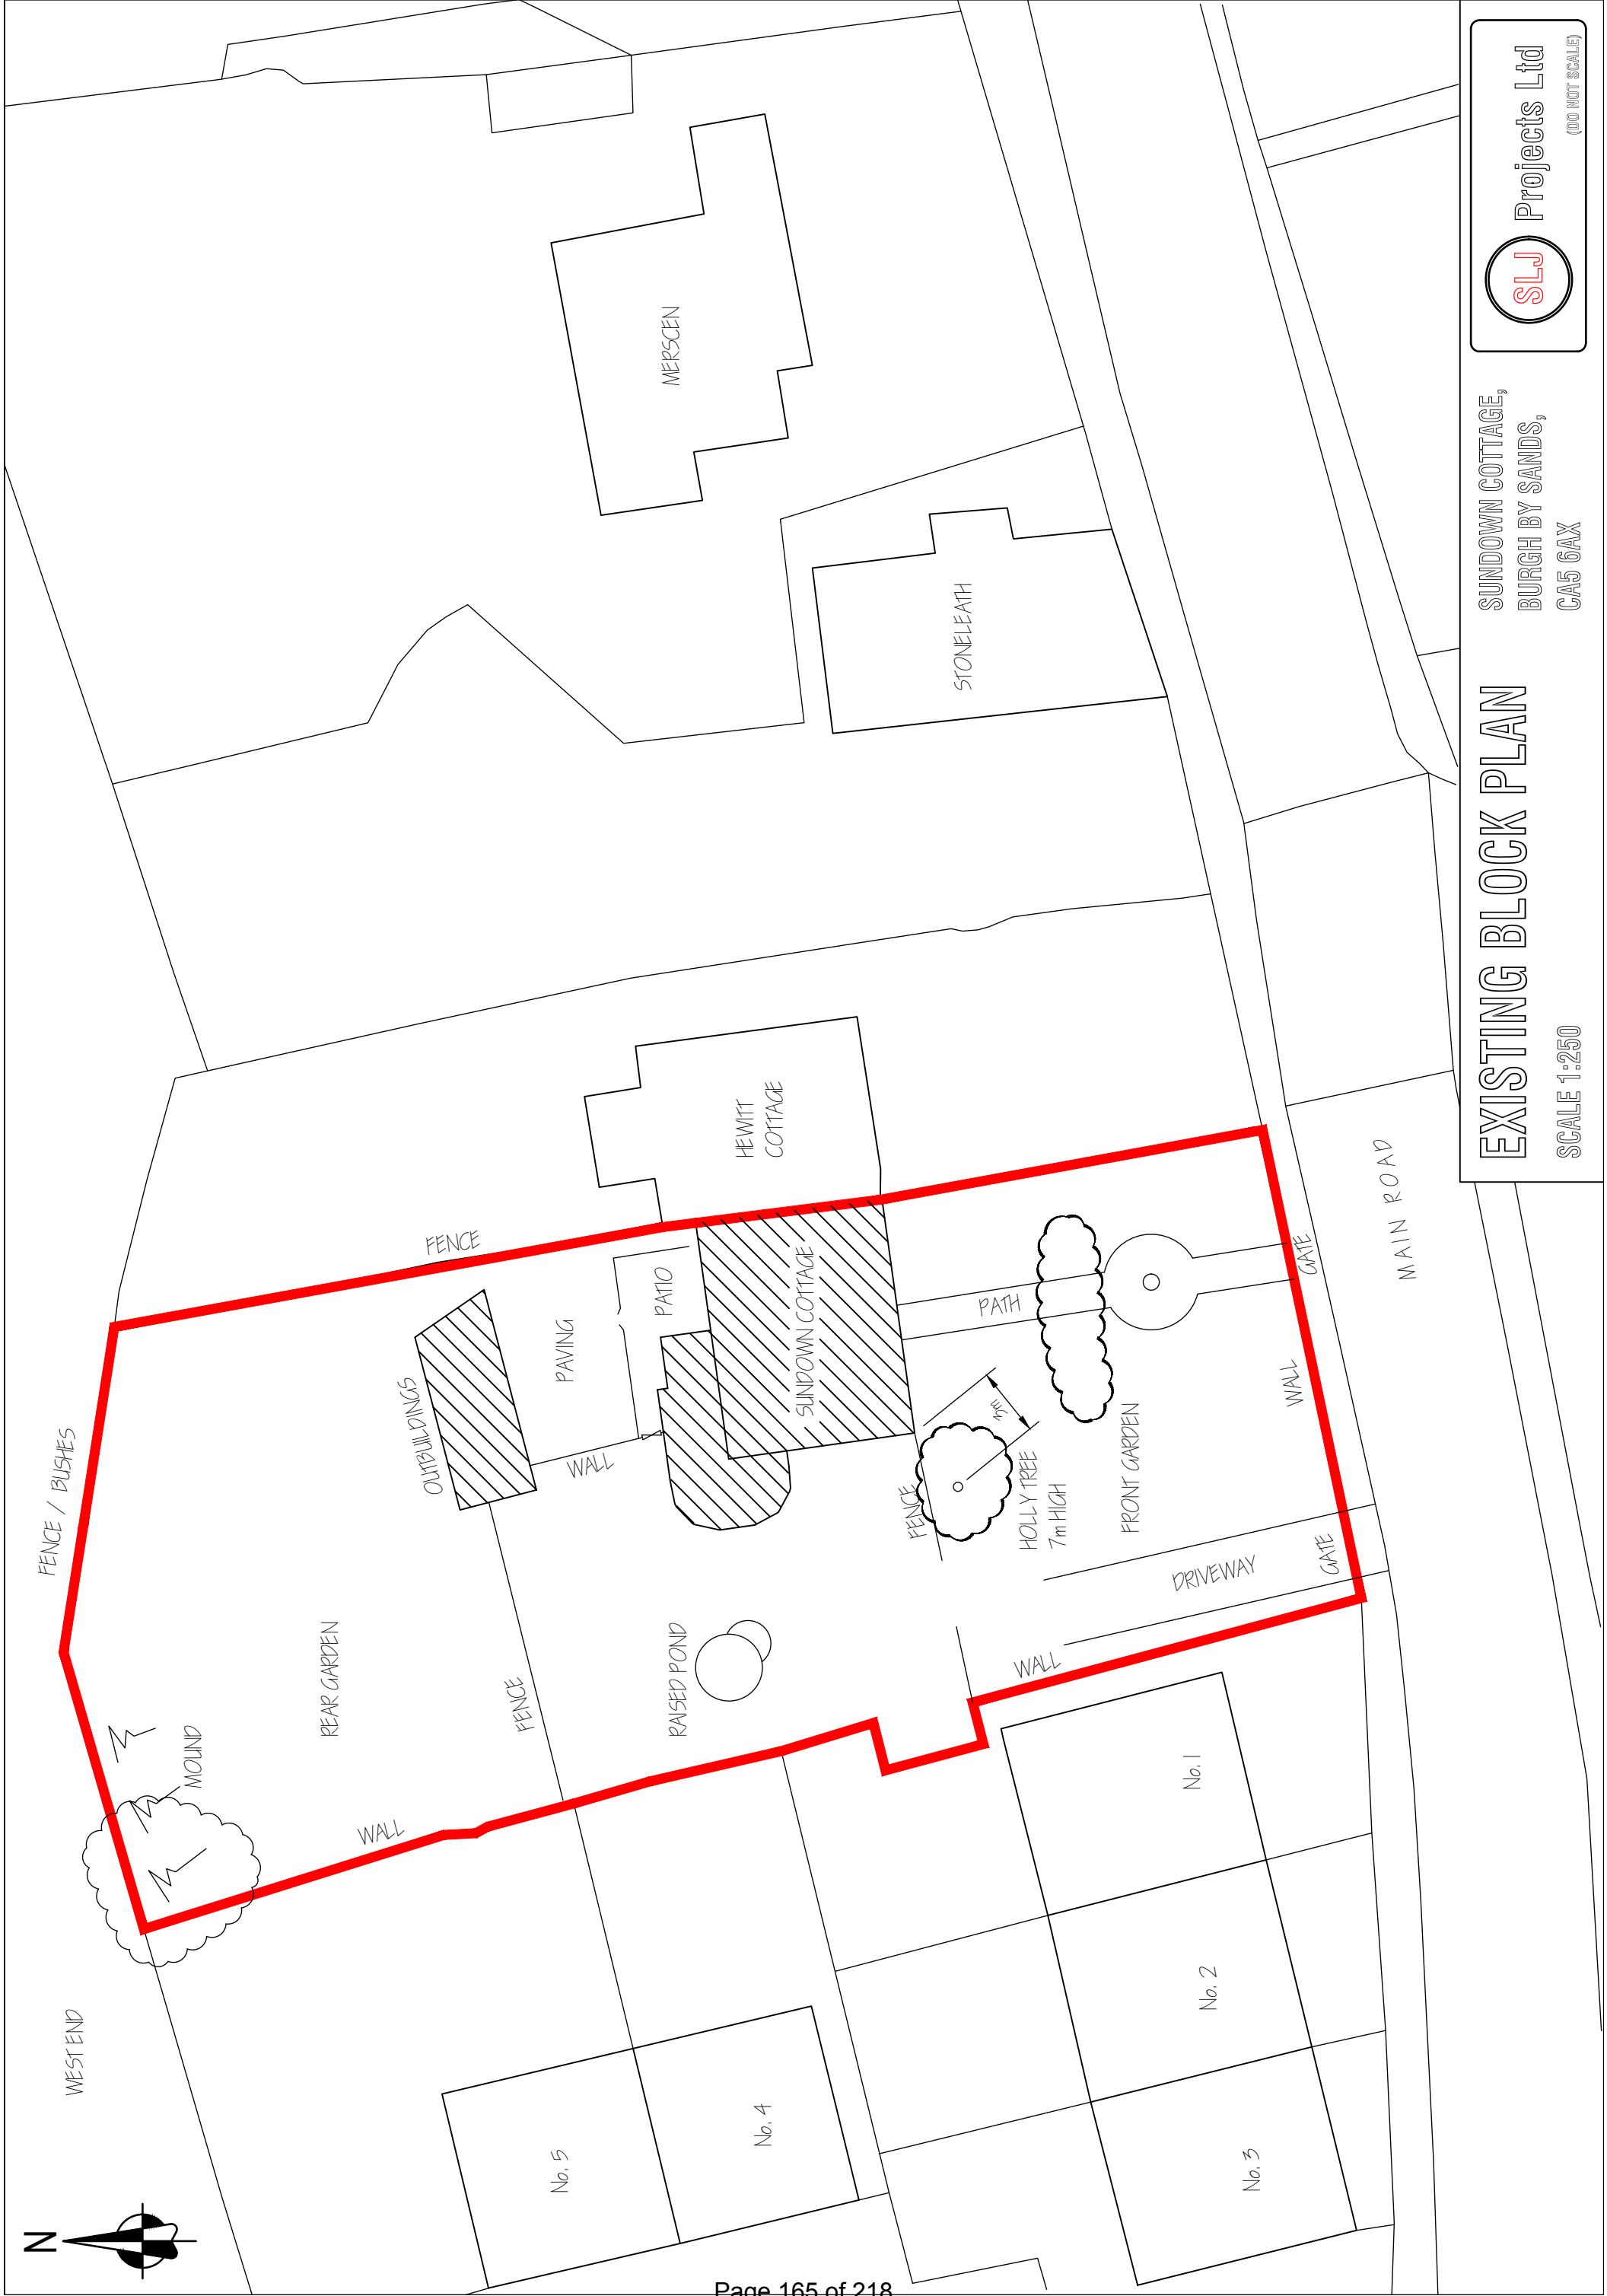 N
WEST END
FENCE / BUSHES
MOUND
WALL
REAR GARDEN
FENCE
OUTBUILDINGS
FENCE
WALL
PAVING
PATIO
RAISED POND
SUNDOWN COTTAGE
HEWITT
COTTAGE
MERSCEN
STONELEATH
No. 5
No. 4
No. 1
No. 2
No. 3
WALL
FENCE
HOLLY TREE
7m HIGH
3m
PATH
FRONT GARDEN
DRIVEWAY
GATE
WALL
GATE
MAIN ROAD
EXISTING BLOCK PLAN
SCALE 1:250
SUNDOWN COTTAGE,
BURGH BY SANDS,
CA5 6AX
SLJ Projects Ltd
(DO NOT SCALE)
Page 165 of 218